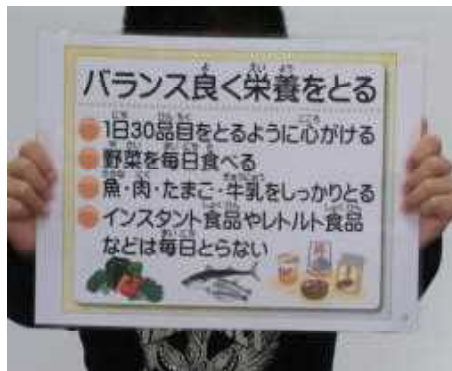 バランス良く栄養をとる
1日30品目をとるように心がける
野菜を毎日食べる
魚・肉・たまご・牛乳をしっかりとる
インスタント食品やレトルト食品
などは毎日とらない